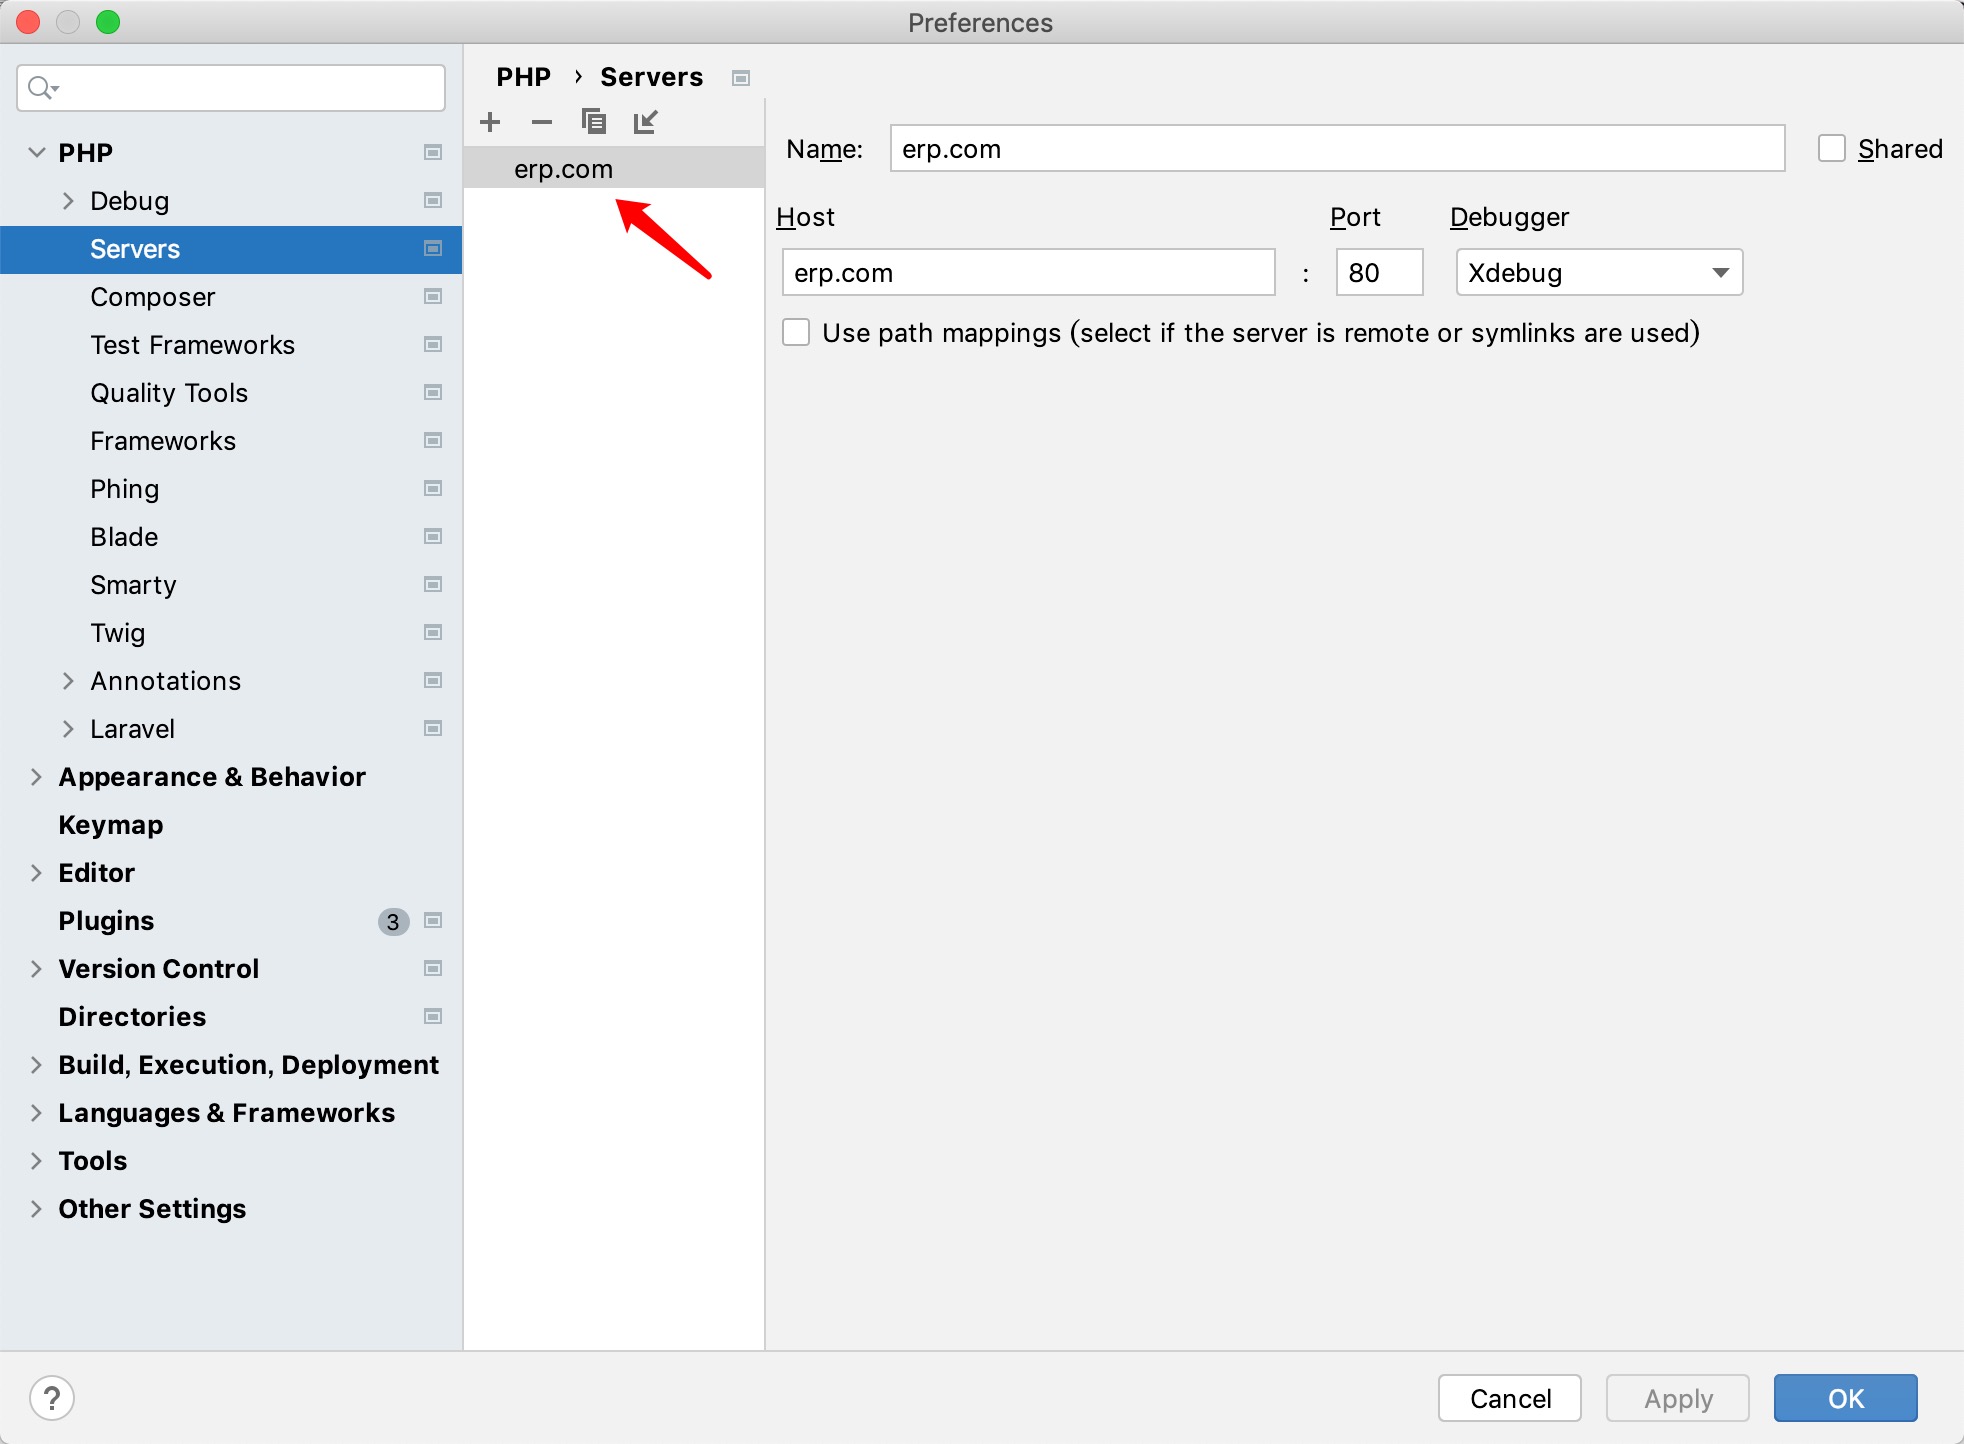 Preferences
PHP
Debug
Servers
Composer
Test Frameworks
Quality Tools
Frameworks
Phing
Blade
Smarty
Twig
Annotations
Laravel
Appearance & Behavior
Keymap
Editor
Plugins 3
Version Control
Directories
Build, Execution, Deployment
Languages & Frameworks
Tools
Other Settings
PHP › Servers
erp.com
Name: erp.com Shared
Host Port Debugger
erp.com : 80 Xdebug
Use path mappings (select if the server is remote or symlinks are used)
? Cancel Apply OK